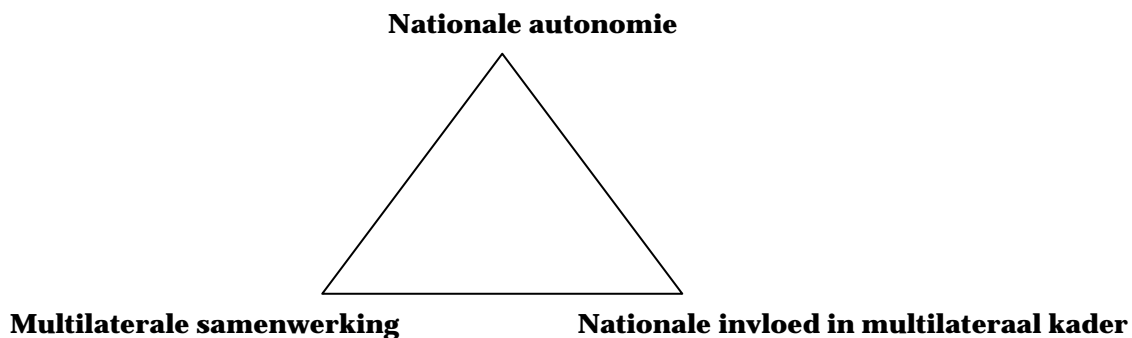 Nationale autonomie
Multilaterale samenwerking
Nationale invloed in multilateraal kader